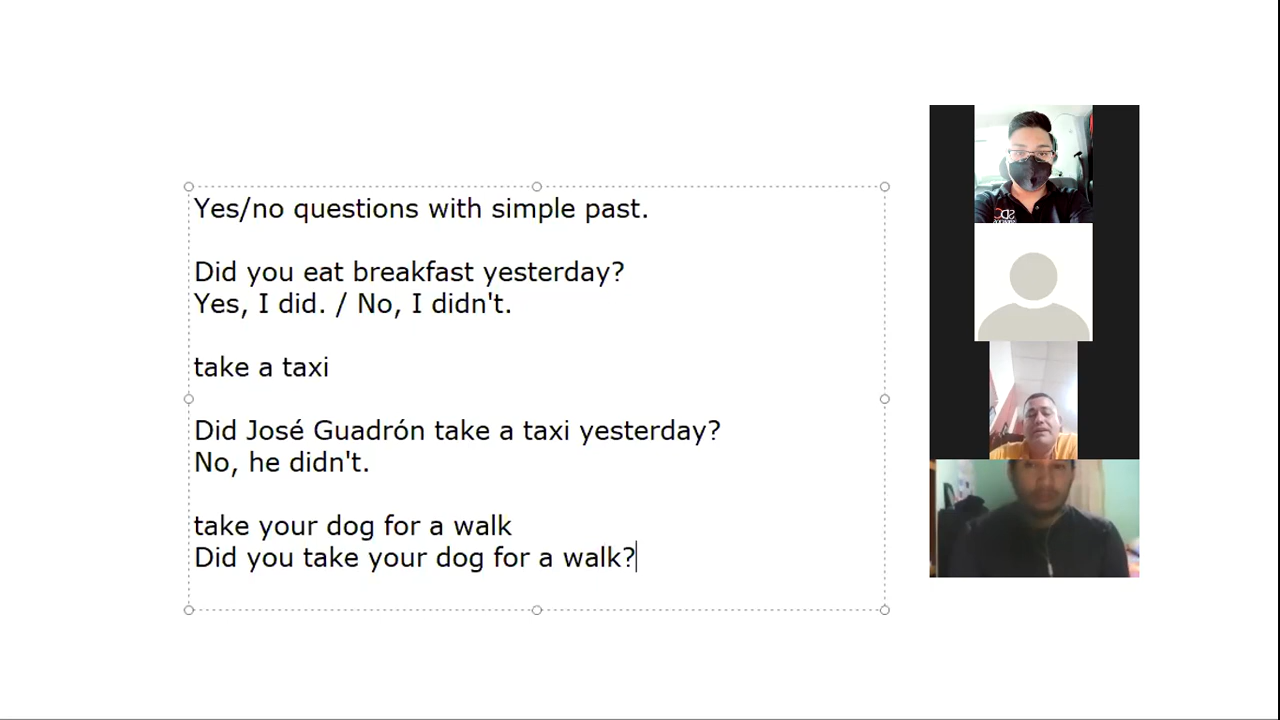 Yes/no questions with simple past.
Did you eat breakfast yesterday?
Yes, I did. / No, I didn't.
take a taxi
Did José Guadrón take a taxi yesterday?
No, he didn't.
take your dog for a walk
Did you take your dog for a walk?